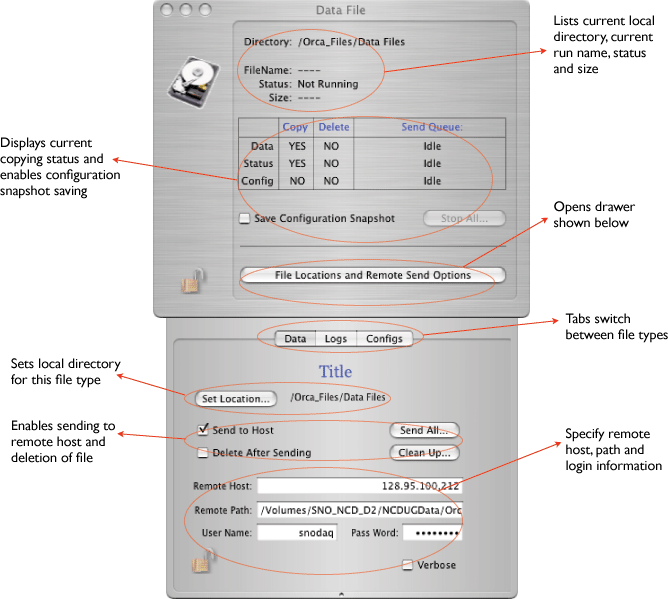 Data File
Lists current local
directory, current
run name, status
and size
Directory: /Orca_Files/Data Files
FileName: ----
Status: Not Running
Size: ----
Copy Delete Send Queue:
Data YES NO Idle
Status YES NO Idle
Config NO NO Idle
Displays current
copying status and
enables configuration
snapshot saving
Save Configuration Snapshot Stop All...
Opens drawer
shown below
File Locations and Remote Send Options
Tabs switch
between file types
Data Logs Configs
Title
Sets local directory
for this file type
Set Location... /Orca_Files/Data Files
Enables sending to
remote host and
deletion of file
Send to Host Send All...
Delete After Sending Clean Up...
Specify remote
host, path and
login information
Remote Host: 128.95.100.212
Remote Path: /Volumes/SNO_NCD_D2/NCDUGData/Orc
User Name: snodaq Pass Word: ••••••••
Verbose